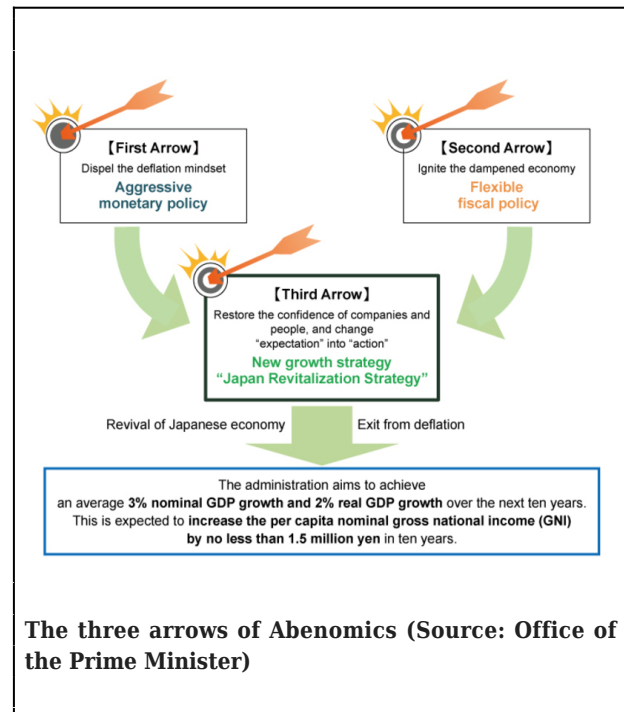 【First Arrow】
Dispel the deflation mindset
Aggressive
monetary policy
【Second Arrow】
Ignite the dampened economy
Flexible
fiscal policy
【Third Arrow】
Restore the confidence of companies and
people, and change
“expectation” into “action”
New growth strategy
“Japan Revitalization Strategy”
Revival of Japanese economy
Exit from deflation
The administration aims to achieve
an average 3% nominal GDP growth and 2% real GDP growth over the next ten years.
This is expected to increase the per capita nominal gross national income (GNI)
by no less than 1.5 million yen in ten years.
The three arrows of Abenomics (Source: Office of
the Prime Minister)